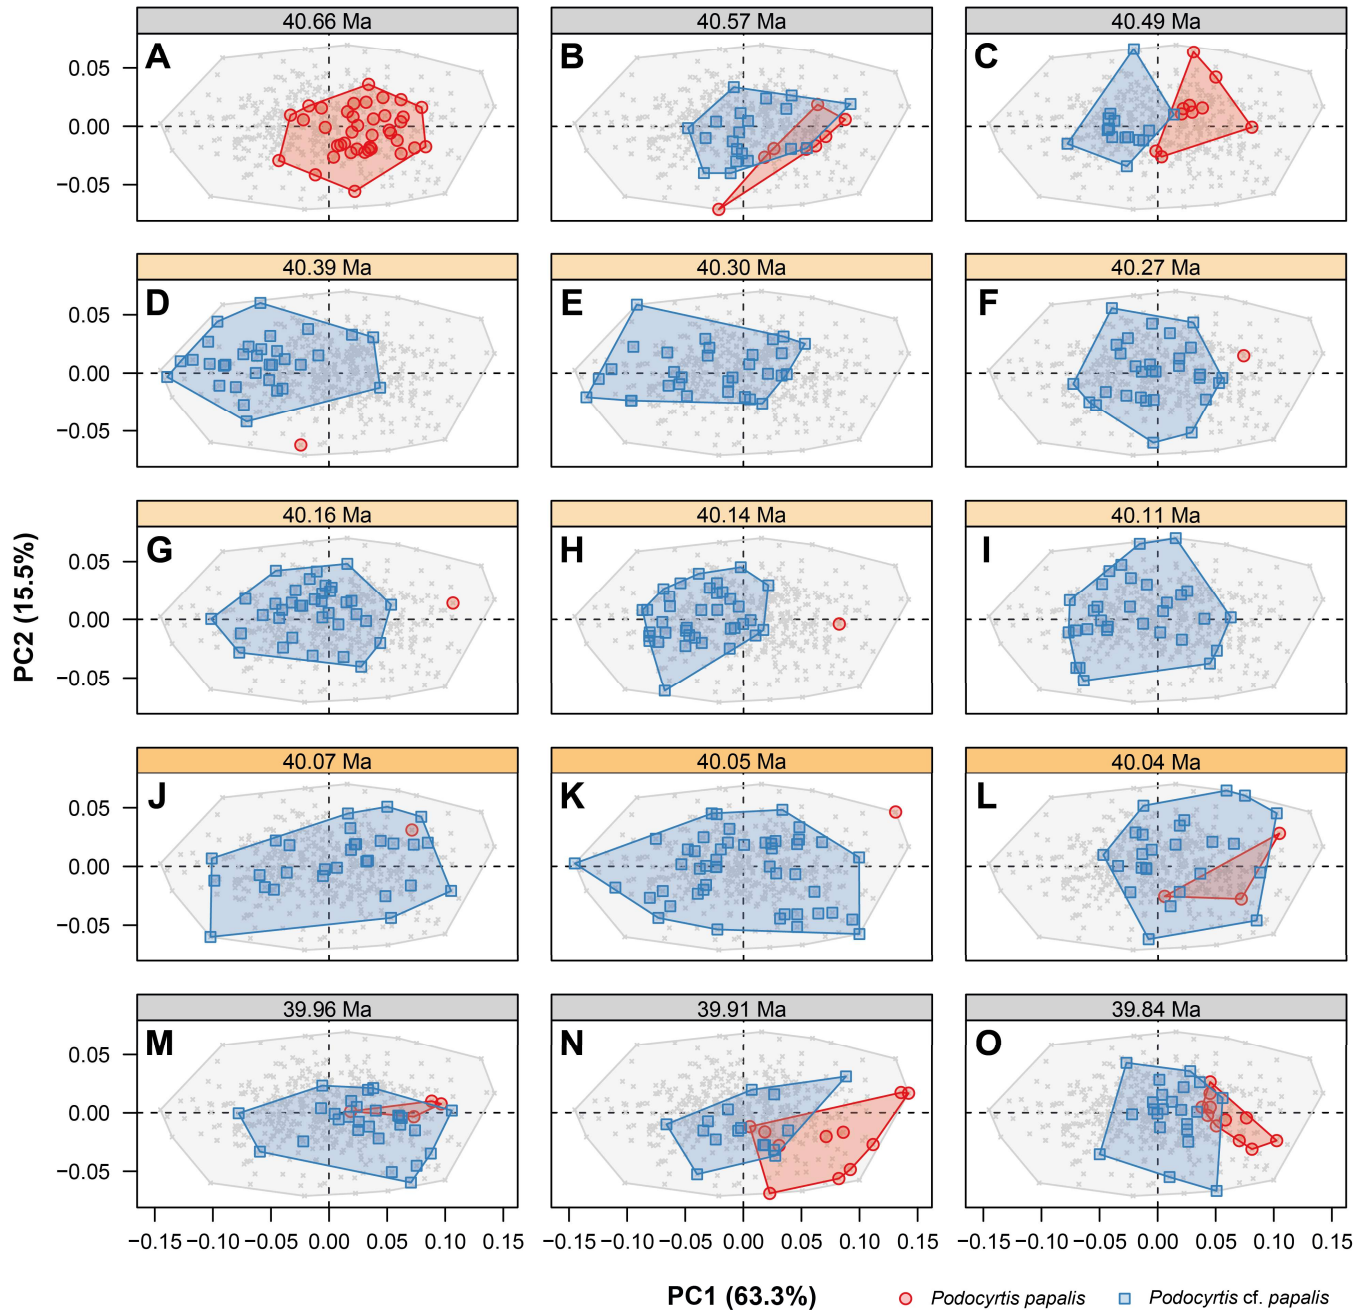 40.66 Ma
40.57 Ma
40.49 Ma
A
B
C
0.05
0.00
−0.05
40.39 Ma
40.30 Ma
40.27 Ma
D
E
F
0.05
0.00
−0.05
40.16 Ma
40.14 Ma
40.11 Ma
G
H
I
0.05
0.00
−0.05
PC2 (15.5%)
40.07 Ma
40.05 Ma
40.04 Ma
J
K
L
0.05
0.00
−0.05
39.96 Ma
39.91 Ma
39.84 Ma
M
N
O
0.05
0.00
−0.05
−0.15 −0.10 −0.05 0.00 0.05 0.10 0.15
−0.15 −0.10 −0.05 0.00 0.05 0.10 0.15
−0.15 −0.10 −0.05 0.00 0.05 0.10 0.15
PC1 (63.3%)
Podocyrtis papalis
Podocyrtis cf. papalis